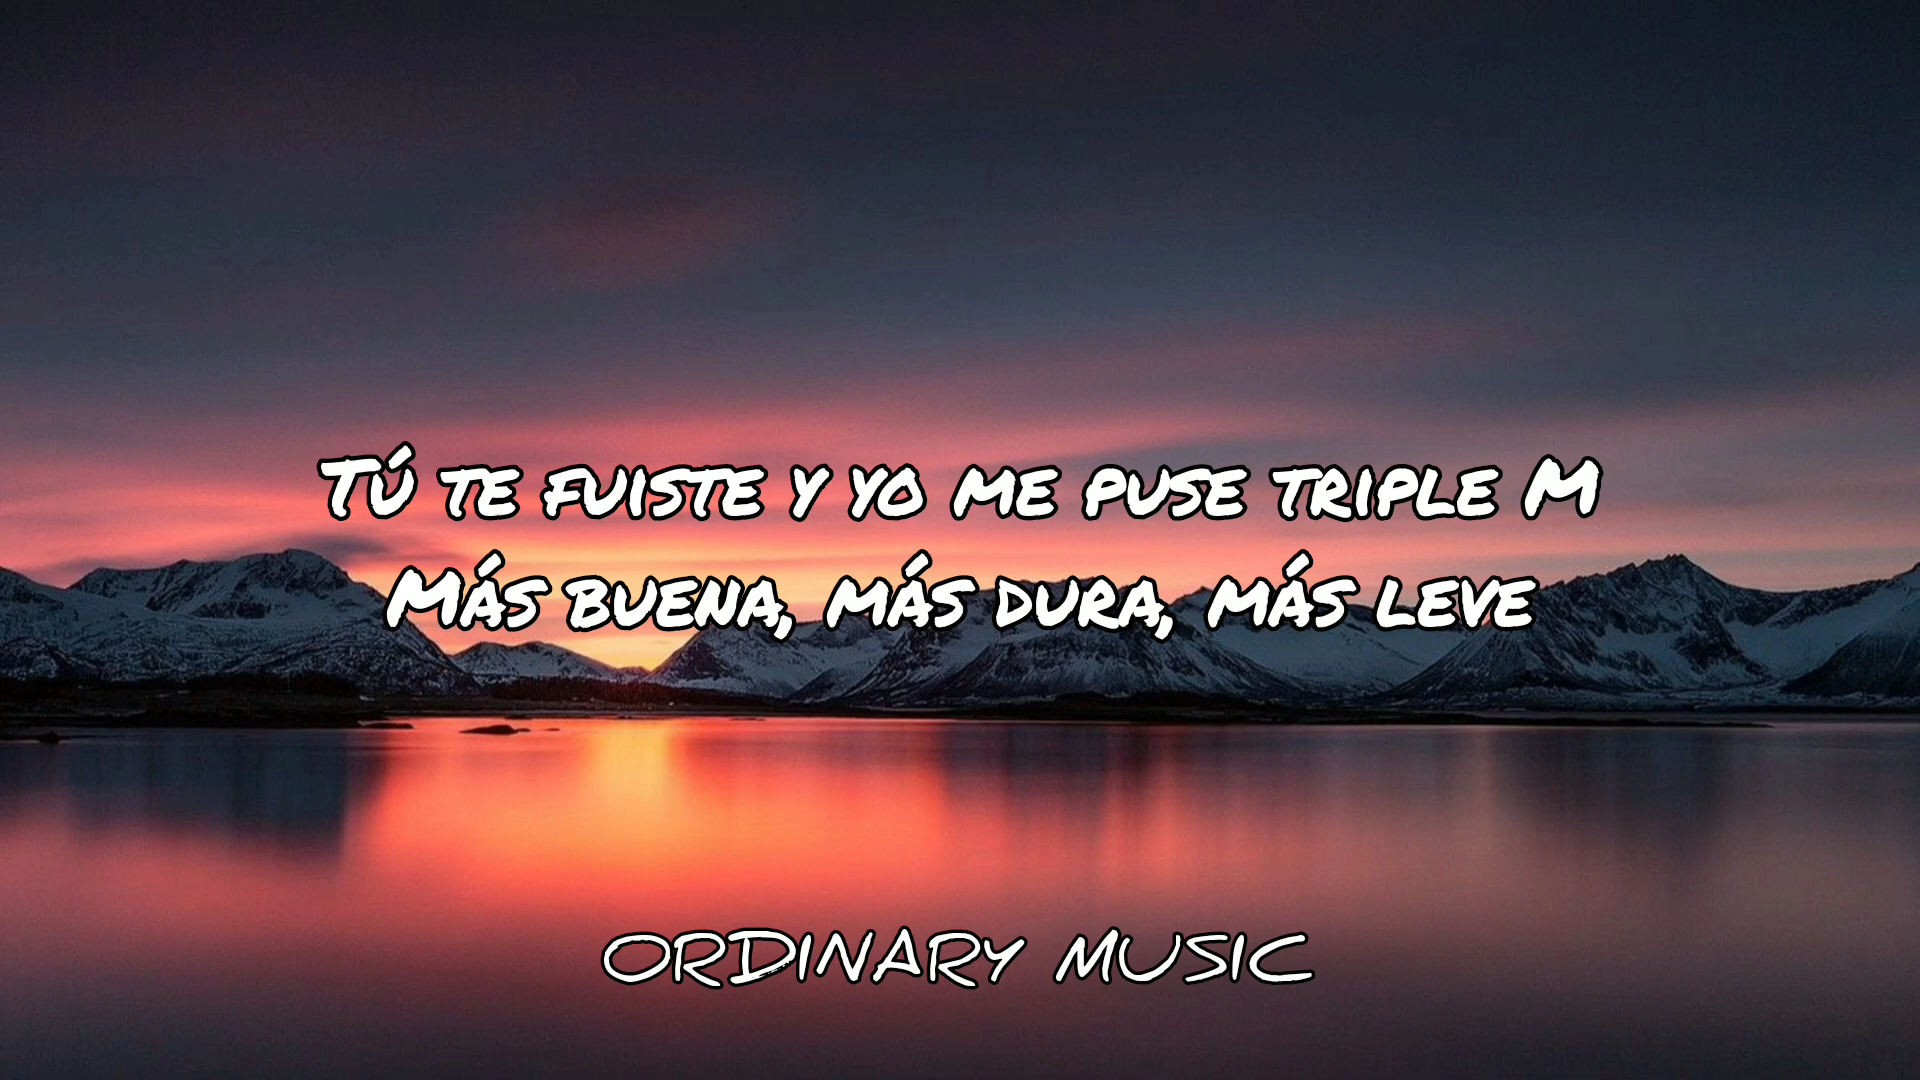 Tú te fuiste y yo me puse triple M
Más buena, más dura, más leve
ORDINARY MUSIC